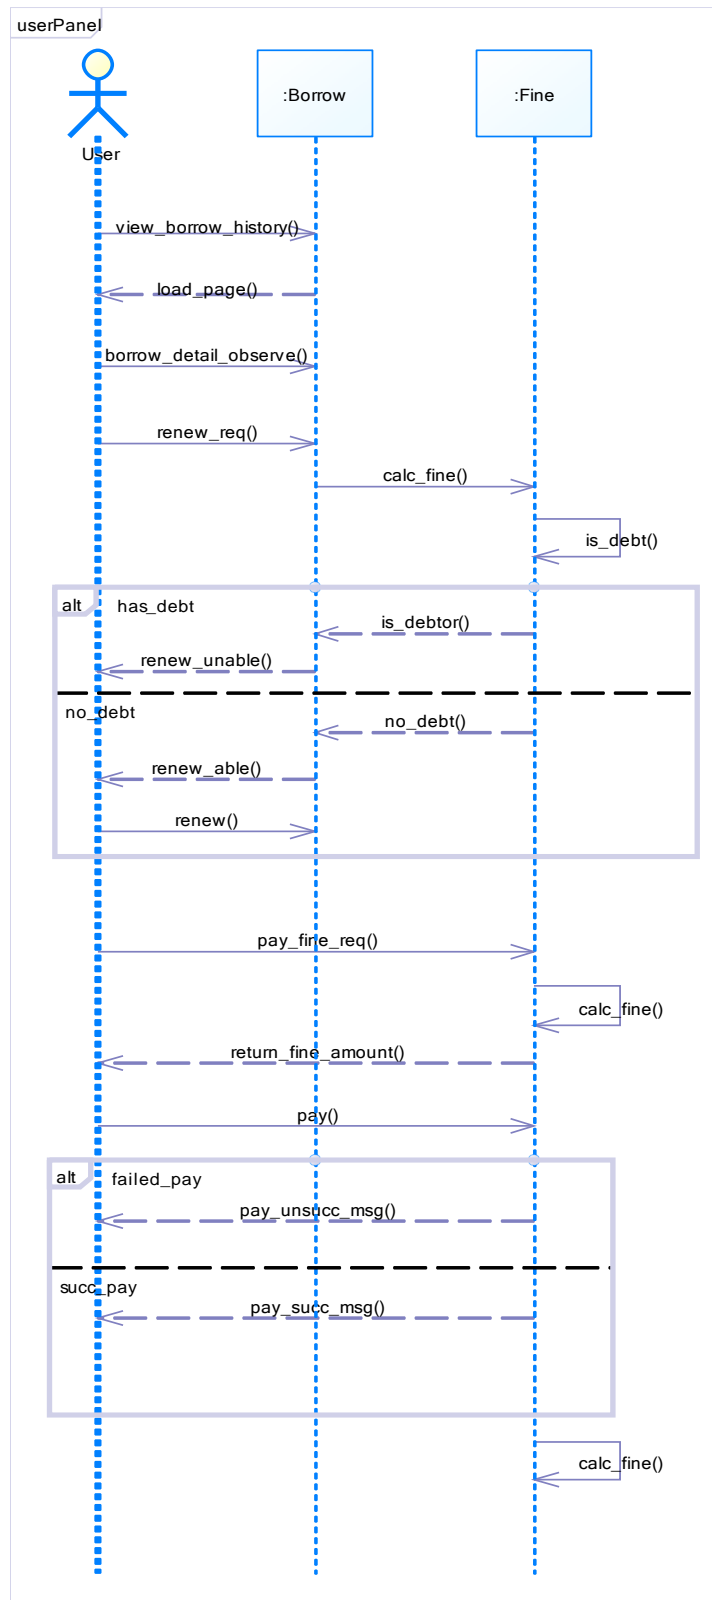 userPanel
:Borrow
:Fine
User
view_borrow_history()
load_page()
borrow_detail_observe()
renew_req()
calc_fine()
is_debt()
alt
has_debt
is_debtor()
renew_unable()
no_debt
no_debt()
renew_able()
renew()
pay_fine_req()
calc_fine()
return_fine_amount()
pay()
alt
failed_pay
pay_unsucc_msg()
succ_pay
pay_succ_msg()
calc_fine()